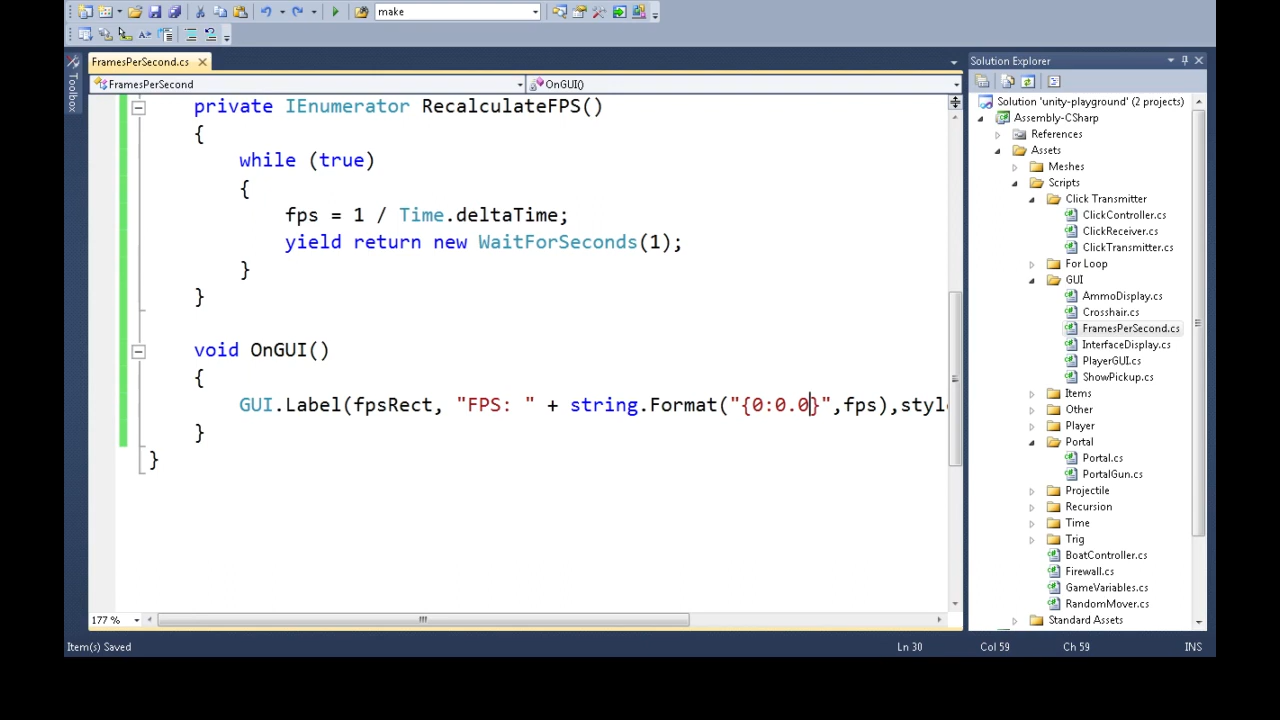 make
FramesPerSecond.cs
Toolbox
FramesPerSecond
OnGUI()
private IEnumerator RecalculateFPS()
{
while (true)
{
fps = 1 / Time.deltaTime;
yield return new WaitForSeconds(1);
}
}
void OnGUI()
{
GUI.Label(fpsRect, "FPS: " + string.Format("{0:0.0}",fps),style
}
}
177 %
Solution Explorer
Solution 'unity-playground' (2 projects)
Assembly-CSharp
References
Assets
Meshes
Scripts
Click Transmitter
ClickController.cs
ClickReceiver.cs
ClickTransmitter.cs
For Loop
GUI
AmmoDisplay.cs
Crosshair.cs
FramesPerSecond.cs
InterfaceDisplay.cs
PlayerGUI.cs
ShowPickup.cs
Items
Other
Player
Portal
Portal.cs
PortalGun.cs
Projectile
Recursion
Time
Trig
BoatController.cs
Firewall.cs
GameVariables.cs
RandomMover.cs
Standard Assets
Item(s) Saved
Ln 30
Col 59
Ch 59
INS